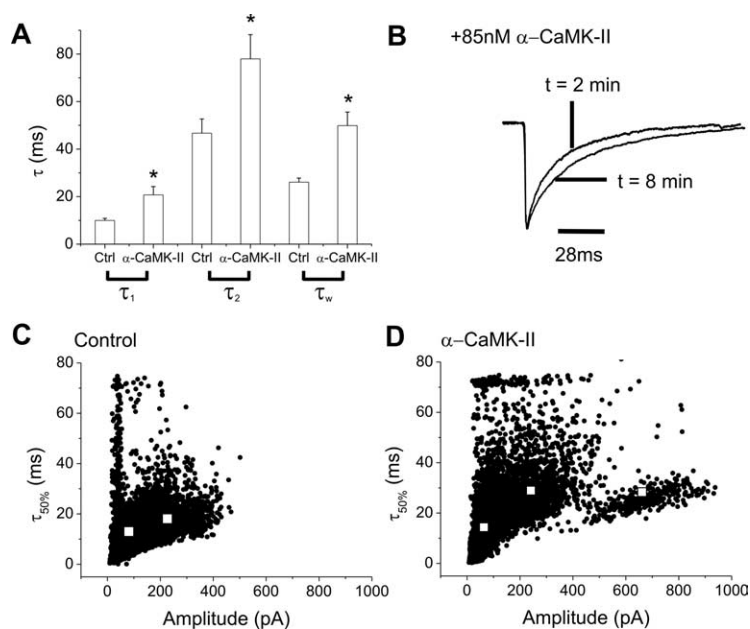 A
80
60
40
20
0
τ (ms)
*
*
*
Ctrl α-CaMK-II Ctrl α-CaMK-II Ctrl α-CaMK-II
τ1 τ2 τw
B
+85nM α–CaMK-II
t = 2 min
t = 8 min
28ms
C Control
80
60
40
20
0
τ50% (ms)
0 200 400 600 800 1000
Amplitude (pA)
D α–CaMK-II
80
60
40
20
0
τ50% (ms)
0 200 400 600 800 1000
Amplitude (pA)